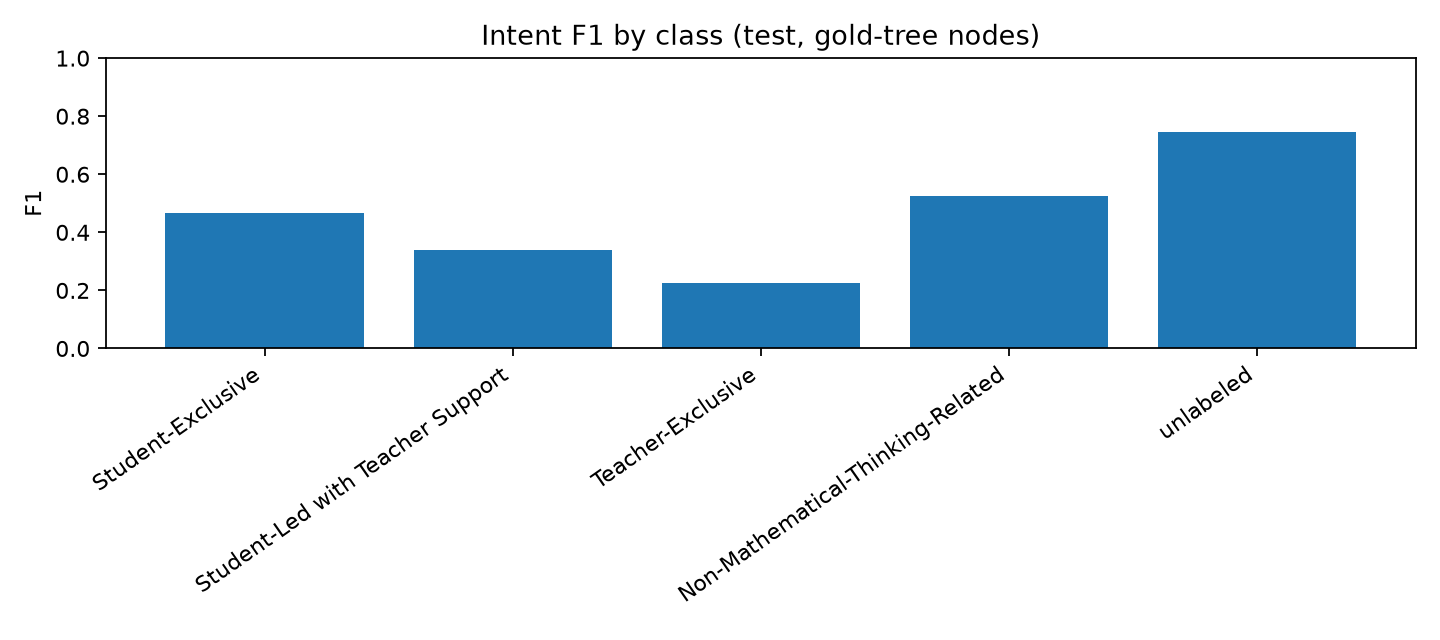 Intent F1 by class (test, gold-tree nodes)
1.0
0.8
0.6
0.4
0.2
0.0
F1
Student-Exclusive
Student-Led with Teacher Support
Teacher-Exclusive
Non-Mathematical-Thinking-Related
unlabeled